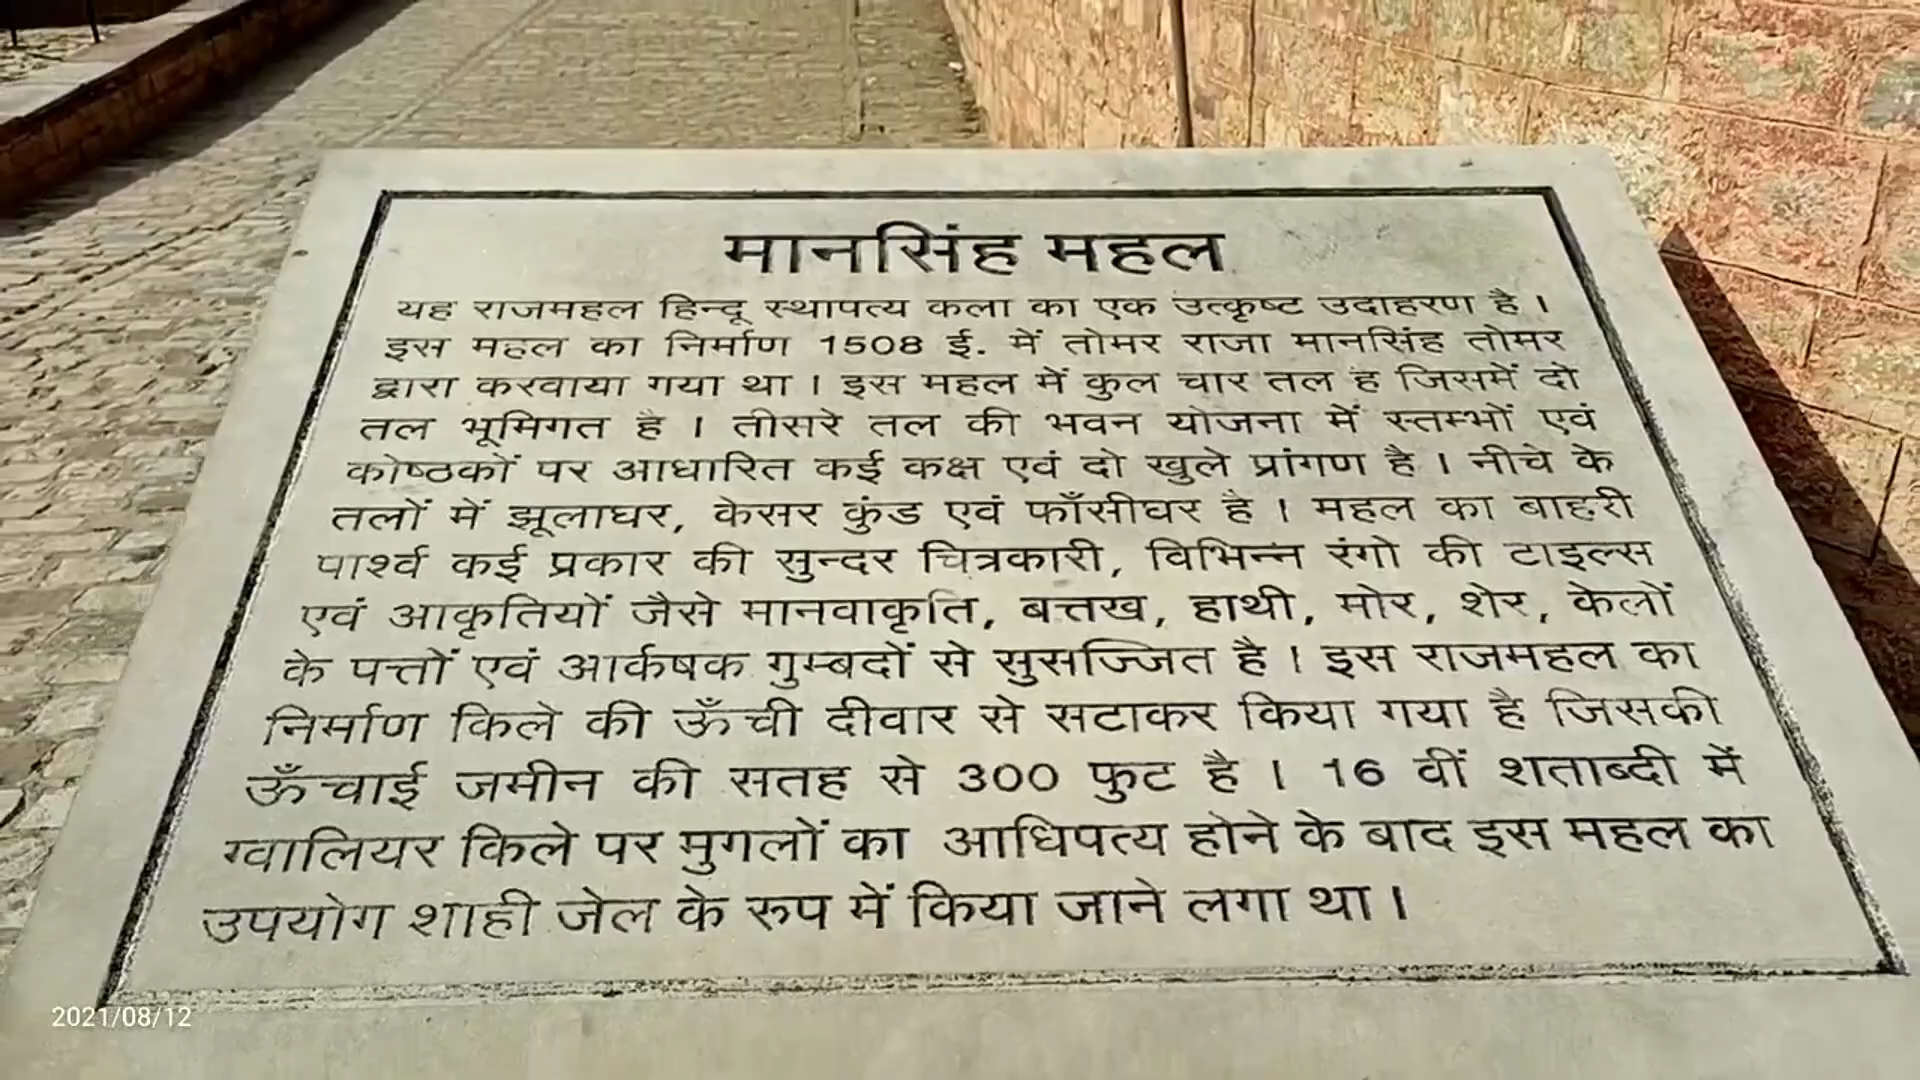 मानसिंह महल
यह राजमहल हिन्दू स्थापत्य कला का एक उत्कृष्ट उदाहरण है ।
इस महल का निर्माण 1508 ई. में तोमर राजा मानसिंह तोमर
द्वारा करवाया गया था । इस महल में कुल चार तल ह जिसमें दो
तल भूमिगत है । तीसरे तल की भवन योजना में स्तम्भों एवं
कोष्ठकों पर आधारित कई कक्ष एवं दो खुले प्रांगण है । नीचे के
तलों में झूलाघर, केसर कुंड एवं फाँसीघर है । महल का बाहरी
पार्श्व कई प्रकार की सुन्दर चित्रकारी, विभिन्न रंगो की टाइल्स
एवं आकृतियों जैसे मानवाकृति, बत्तख, हाथी, मोर, शेर, केलों
के पत्तों एवं आर्कषक गुम्बदों से सुसज्जित है । इस राजमहल का
निर्माण किले की ऊँची दीवार से सटाकर किया गया है जिसकी
ऊँचाई जमीन की सतह से 300 फुट है । 16 वीं शताब्दी में
ग्वालियर किले पर मुगलों का आधिपत्य होने के बाद इस महल का
उपयोग शाही जेल के रुप में किया जाने लगा था ।
2021/08/12